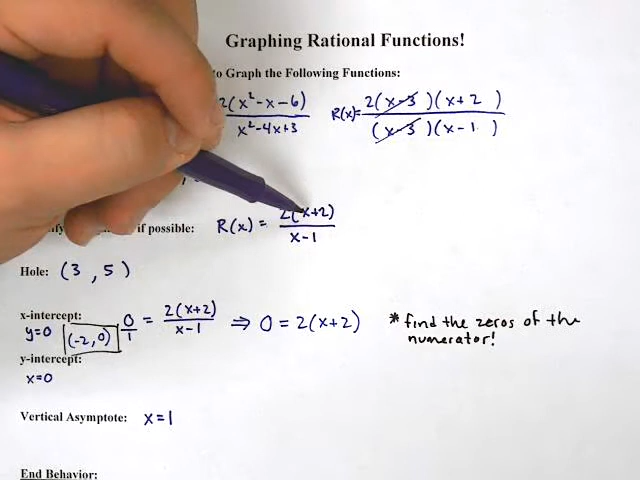 Graphing Rational Functions!
to Graph the Following Functions:
2(x²-x-6) / x²-4x+3 R(x)= 2(x-3)(x+2) / (x-3)(x-1)
if possible: R(x) = 2(x+2) / x-1
Hole: (3, 5)
x-intercept:
y=0 (-2, 0) 0/1 = 2(x+2) / x-1 ⇒ 0 = 2(x+2) * find the zeros of the
numerator!
y-intercept:
x=0
Vertical Asymptote: x=1
End Behavior: